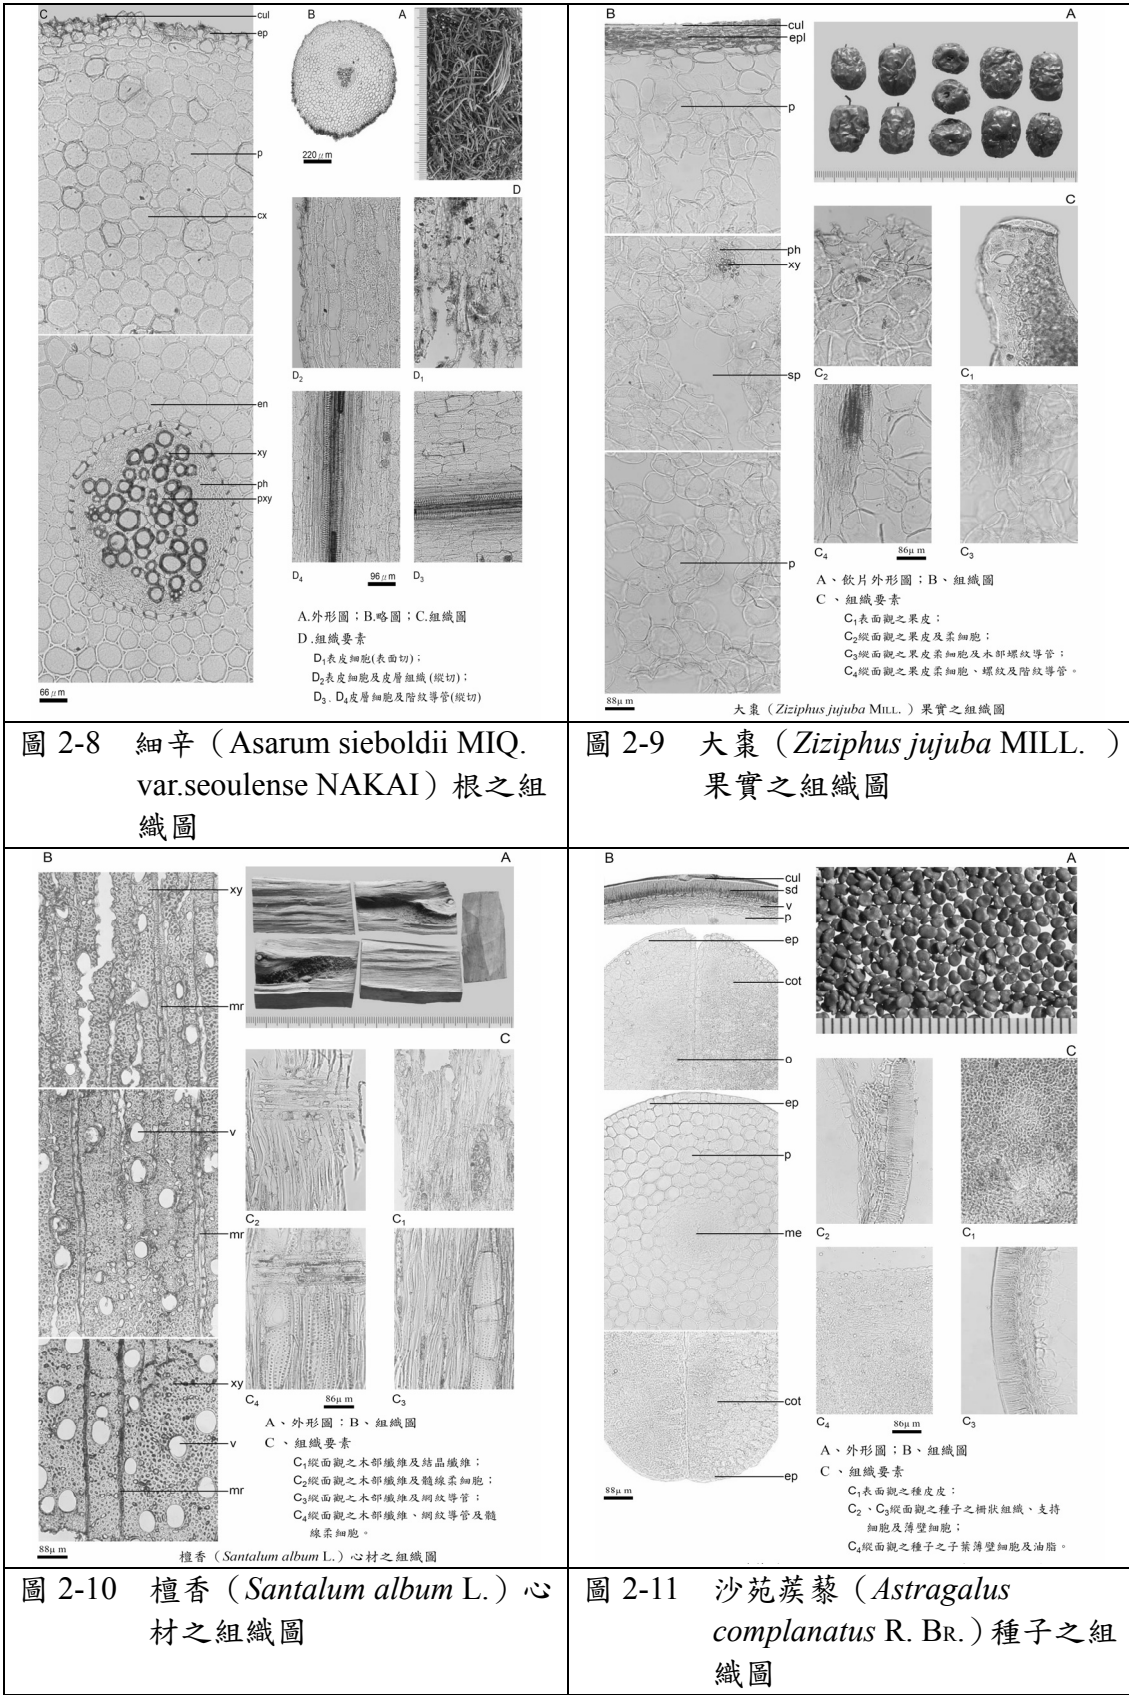 C
cul
ep
p
cx
en
xy
ph
pxy
66μm
B
A
220μm
D
D2
D1
D4
96μm
D3
A.外形圖；B.略圖；C.組織圖
D.組織要素
D1表皮細胞(表面切)；
D2表皮細胞及皮層組織(縱切)；
D3．D4皮層細胞及階紋導管(縱切)
圖 2-8 細辛（Asarum sieboldii MIQ.
var.seoulense NAKAI）根之組
織圖
B
cul
epl
p
ph
xy
sp
p
88μm
A
C
C2
C1
C4
86μm
C3
A、飲片外形圖；B、組織圖
C、組織要素
C1表面觀之果皮；
C2縱面觀之果皮及柔細胞；
C3縱面觀之果皮柔細胞及木部螺紋導管；
C4縱面觀之果皮柔細胞、螺紋及階紋導管。
大棗（Ziziphus jujuba MILL. ）果實之組織圖
圖 2-9 大棗（Ziziphus jujuba MILL. ）
果實之組織圖
B
xy
mr
v
mr
xy
v
mr
88μm
A
C
C2
C1
C4
86μm
C3
A、外形圖；B、組織圖
C、組織要素
C1縱面觀之木部纖維及結晶纖維；
C2縱面觀之木部纖維及髓線柔細胞；
C3縱面觀之木部纖維及網紋導管；
C4縱面觀之木部纖維、網紋導管及髓
線柔細胞。
檀香（Santalum album L.）心材之組織圖
圖 2-10 檀香（Santalum album L.）心
材之組織圖
B
cul
sd
v
p
ep
cot
o
ep
p
me
cot
ep
88μm
A
C
C2
C1
C4
86μm
C3
A、外形圖；B、組織圖
C、組織要素
C1表面觀之種皮皮；
C2、C3縱面觀之種子之柵狀組織、支持
細胞及薄壁細胞；
C4縱面觀之種子之子葉薄壁細胞及油脂。
圖 2-11 沙苑蒺藜（Astragalus
complanatus R. BR.）種子之組
織圖